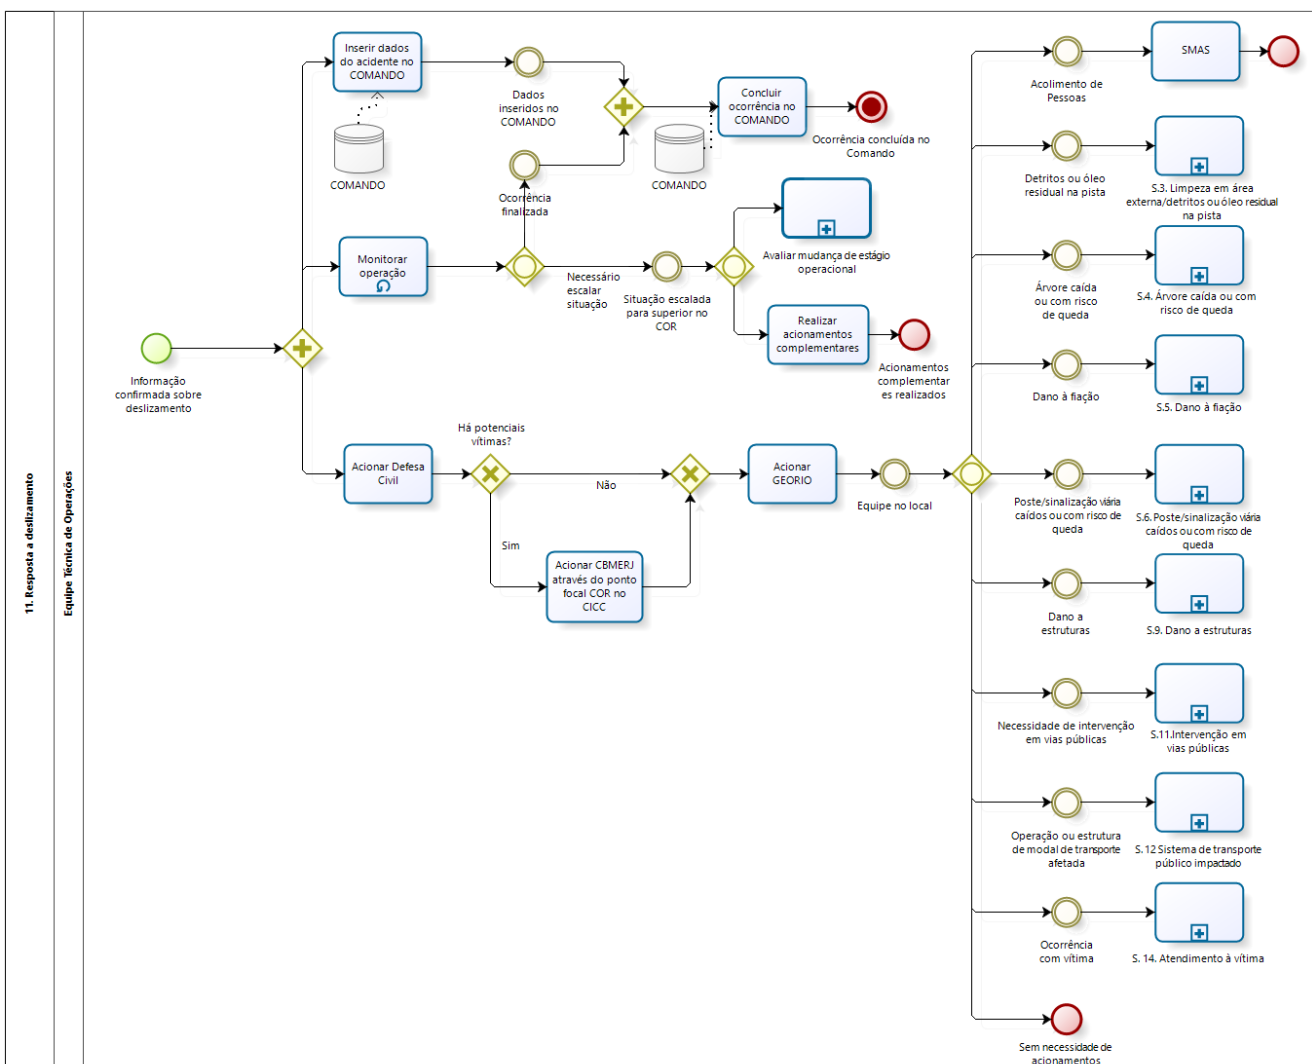 11. Resposta a deslizamento
Equipe Técnica de Operações
Informação
confirmada sobre
deslizamento
Inserir dados
do acidente no
COMANDO
COMANDO
Dados
inseridos no
COMANDO
Ocorrência
finalizada
COMANDO
Concluir
ocorrência no
COMANDO
Ocorrência concluída no
Comando
Monitorar
operação
Necessário
escalar
situação
Situação escalada
para superior no
COR
Avaliar mudança de estágio
operacional
Realizar
acionamentos
complementares
Acionamentos
complementar
es realizados
Acionar Defesa
Civil
Há potenciais
vítimas?
Não
Sim
Acionar CBMERJ
através do ponto
focal COR no
CICC
Acionar
GEORIO
Equipe no local
Acolimento de
Pessoas
SMAS
Detritos ou óleo
residual na pista
S.3. Limpeza em área
externa/detritos ou óleo residual
na pista
Árvore caída
ou com risco
de queda
S.4. Árvore caída ou com
risco de queda
Dano à fiação
S.5. Dano à fiação
Poste/sinalização viária
caídos ou com risco de
queda
S.6. Poste/sinalização viária
caídos ou com risco de
queda
Dano a
estruturas
S.9. Dano a estruturas
Necessidade de intervenção
em vias públicas
S.11.Intervenção em
vias públicas
Operação ou estrutura
de modal de transporte
afetada
S.12 Sistema de transporte
público impactado
Ocorrência
com vítima
S. 14. Atendimento à vítima
Sem necessidade de
acionamentos